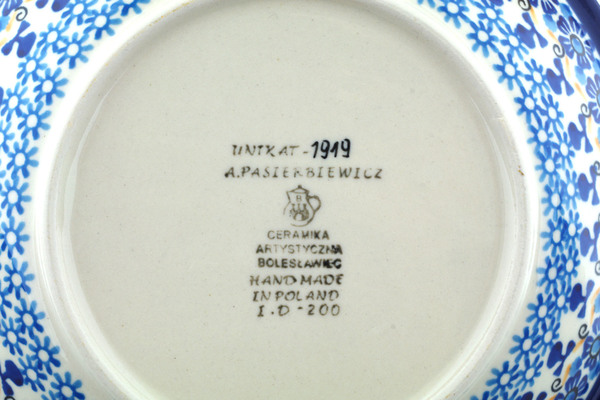 UNIKAT-1919
A.PASIERBIEWICZ
CERAMIKA
ARTYSTYCZNA
BOLESŁAWIEC
HAND MADE
IN POLAND
I.D-200